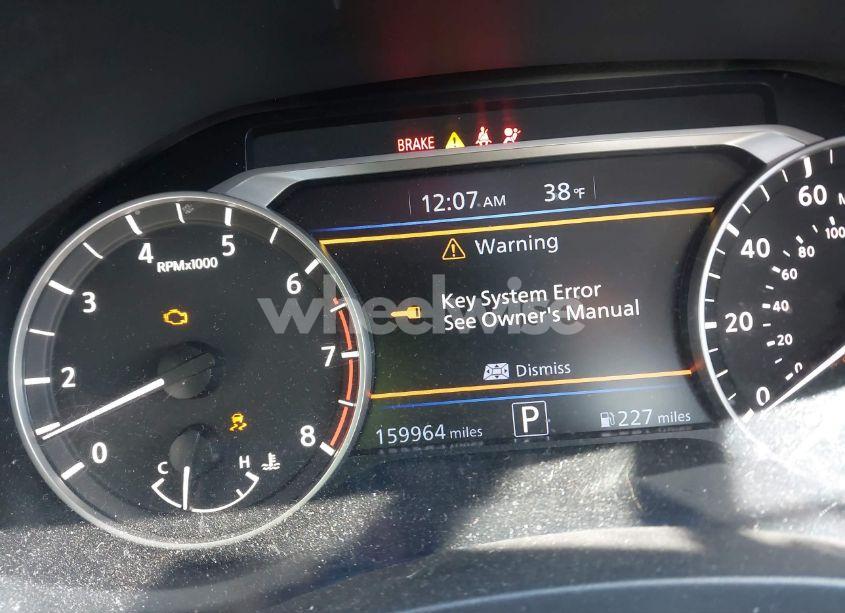 BRAKE
12:07 AM 38°F
Warning
Key System Error
See Owner's Manual
Dismiss
159964 miles P 227 miles
RPMx1000
0 2 3 4 5 6 7 8
C H
0 20 40 60 M
0 20 40 60 80 100
wheelwise